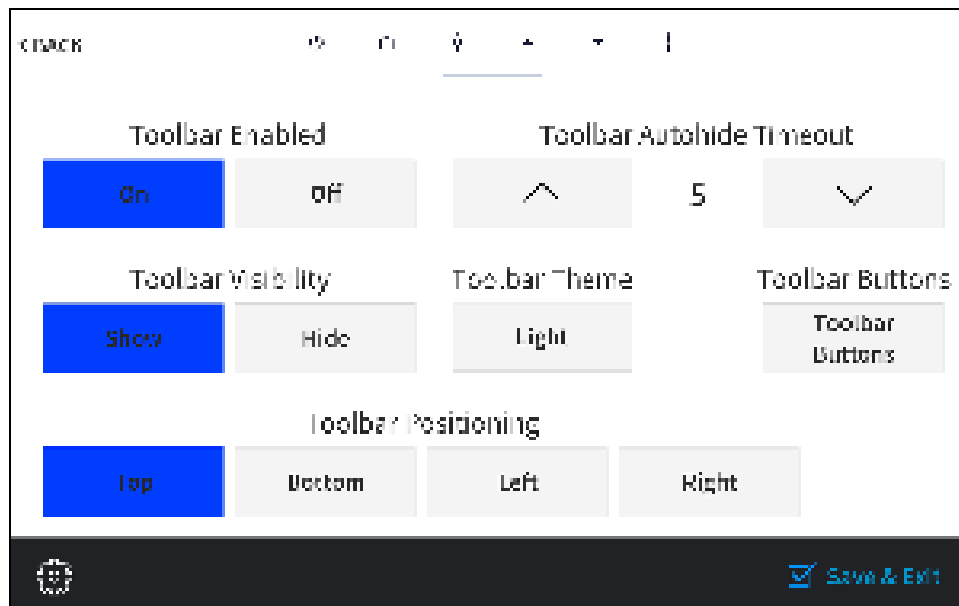 BACK
Toolbar Enabled
Toolbar Autohide Timeout
On
Off
5
Toolbar Visibility
Toolbar Theme
Toolbar Buttons
Show
Hide
Light
Toolbar
Buttons
Toolbar Positioning
Top
Bottom
Left
Right
Save & Exit